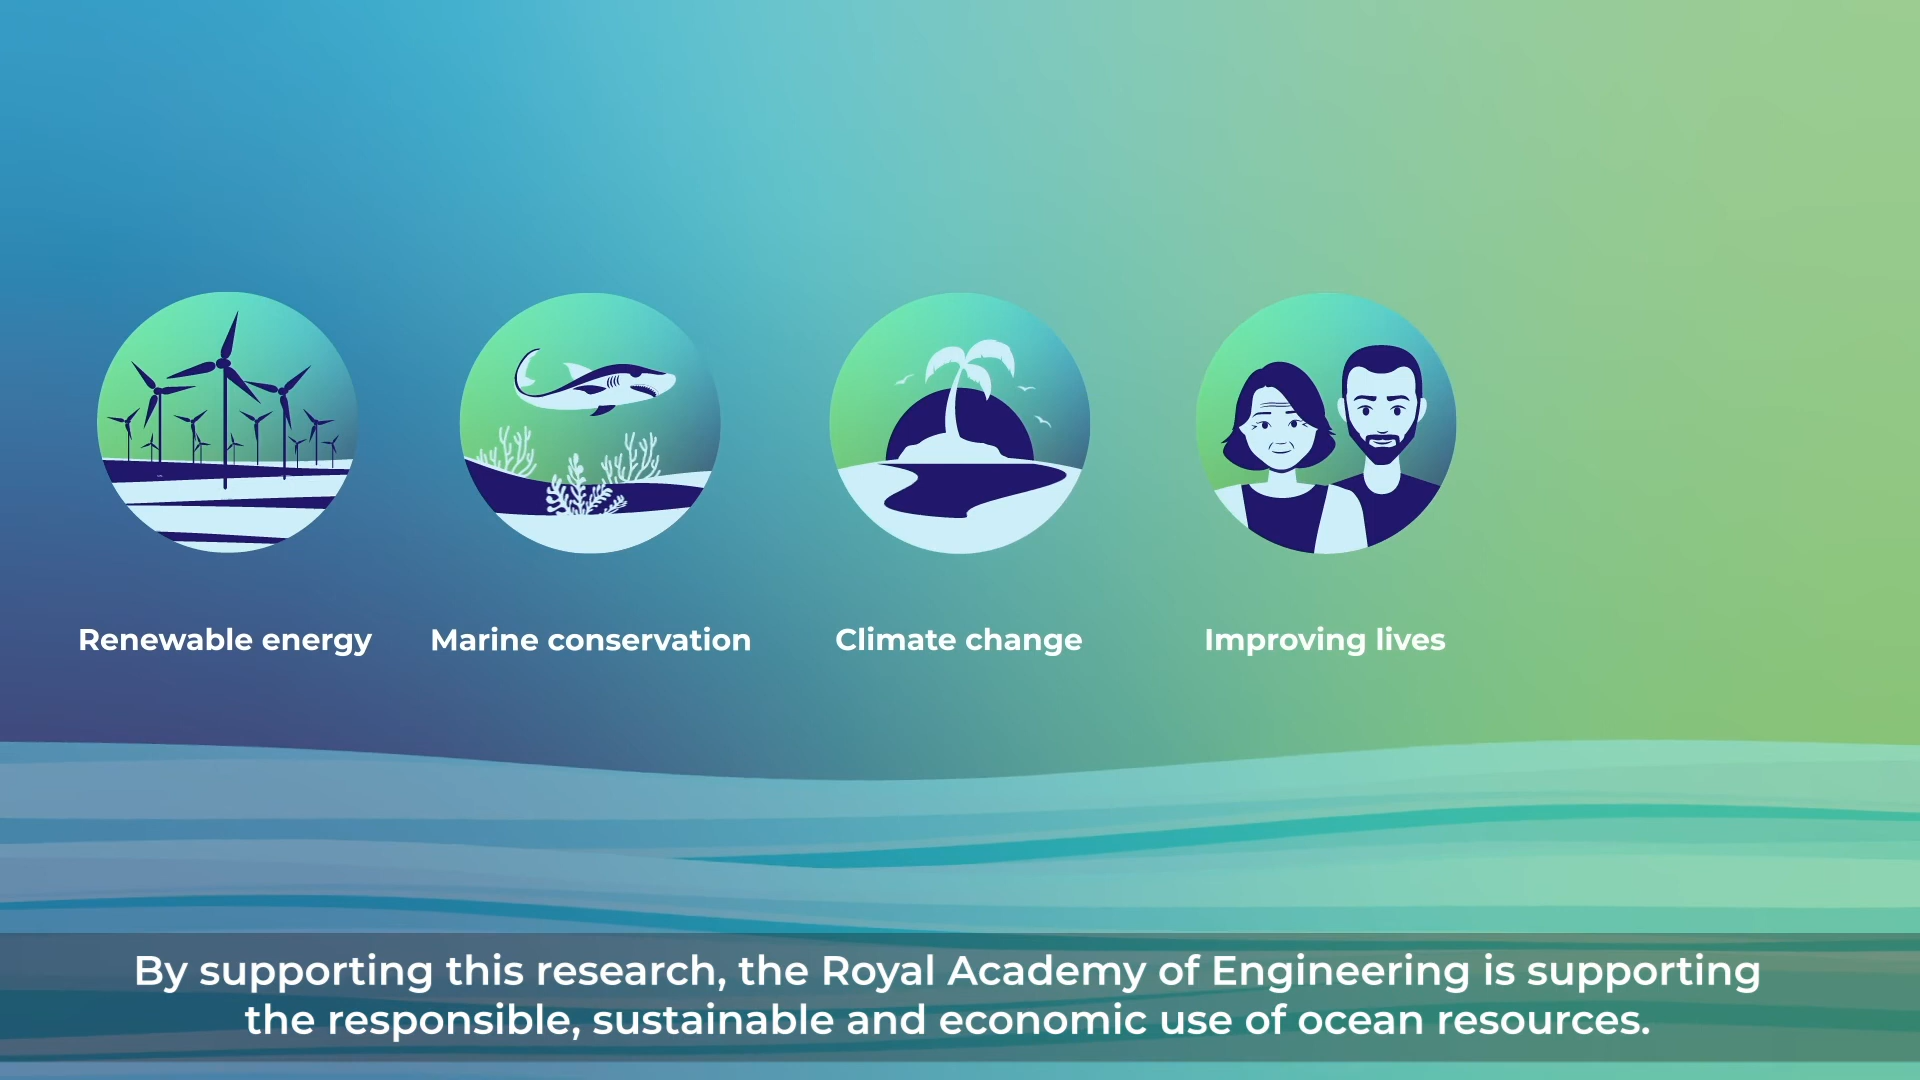 Renewable energy
Marine conservation
Climate change
Improving lives
By supporting this research, the Royal Academy of Engineering is supporting
the responsible, sustainable and economic use of ocean resources.